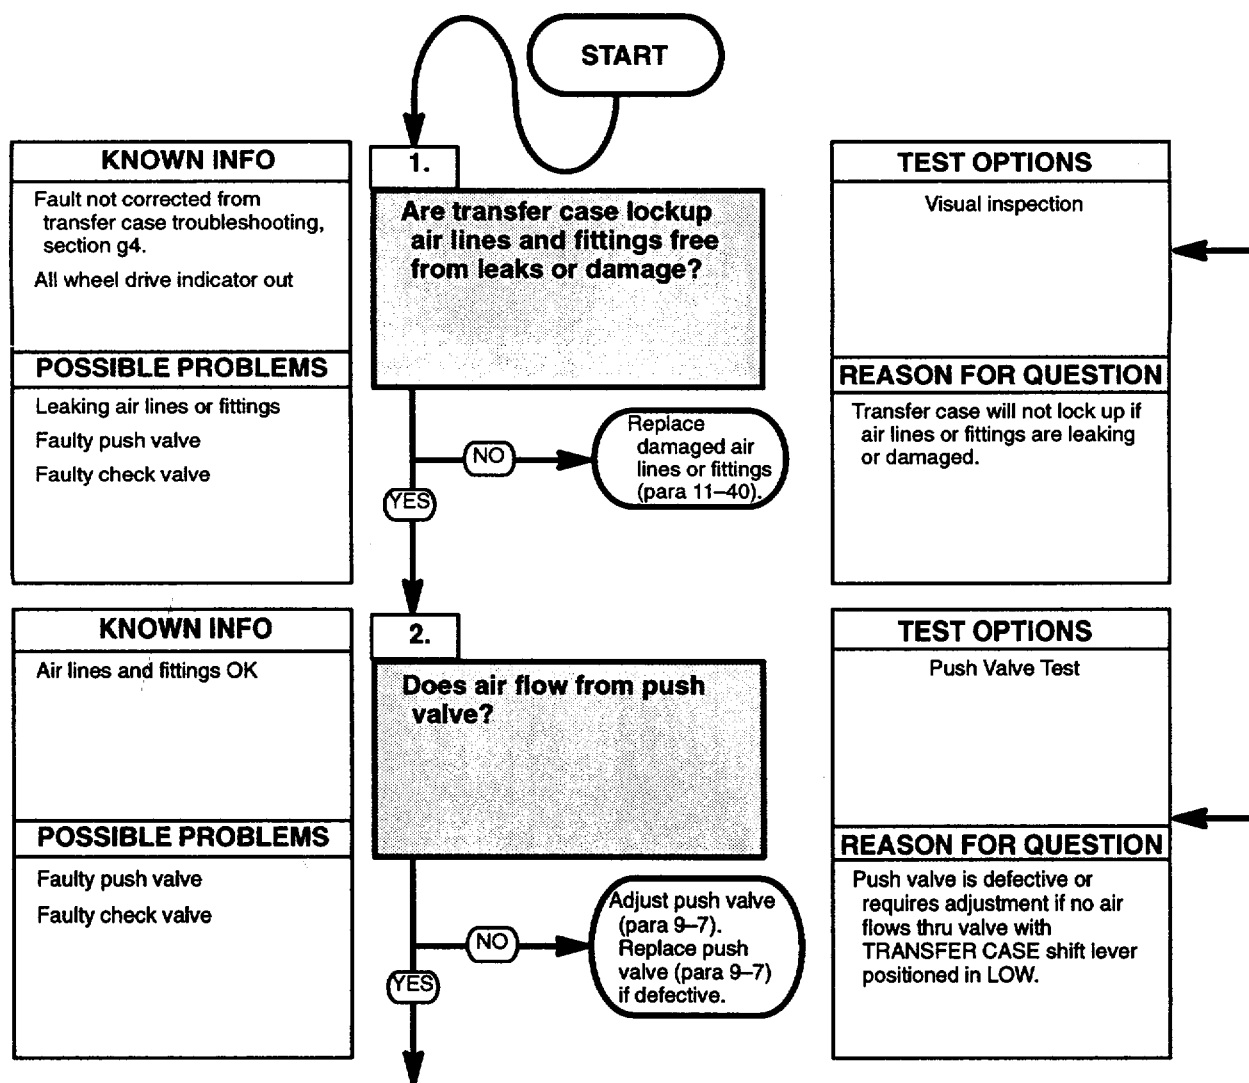 START
KNOWN INFO
Fault not corrected from
transfer case troubleshooting,
section g4.
All wheel drive indicator out
POSSIBLE PROBLEMS
Leaking air lines or fittings
Faulty push valve
Faulty check valve
1.
Are transfer case lockup
air lines and fittings free
from leaks or damage?
NO
Replace
damaged air
lines or fittings
(para 11–40).
YES
TEST OPTIONS
Visual inspection
REASON FOR QUESTION
Transfer case will not lock up if
air lines or fittings are leaking
or damaged.
KNOWN INFO
Air lines and fittings OK
POSSIBLE PROBLEMS
Faulty push valve
Faulty check valve
2.
Does air flow from push
valve?
NO
Adjust push valve
(para 9–7).
Replace push
valve (para 9–7)
if defective.
YES
TEST OPTIONS
Push Valve Test
REASON FOR QUESTION
Push valve is defective or
requires adjustment if no air
flows thru valve with
TRANSFER CASE shift lever
positioned in LOW.